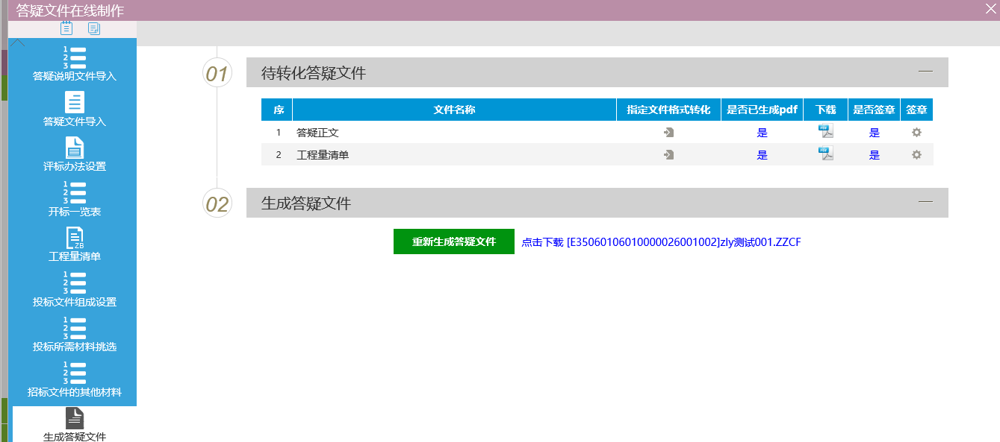 答疑文件在线制作
答疑说明文件导入
答疑文件导入
评标办法设置
开标一览表
工程量清单
投标文件组成设置
投标所需材料挑选
招标文件的其他材料
生成答疑文件
01 待转化答疑文件
序 文件名称 指定文件格式转化 是否已生成pdf 下载 是否签章 签章
1 答疑正文 是 是
2 工程量清单 是 是
02 生成答疑文件
重新生成答疑文件 点击下载 [E3506010601000002​6001002]zly测试001.ZZCF